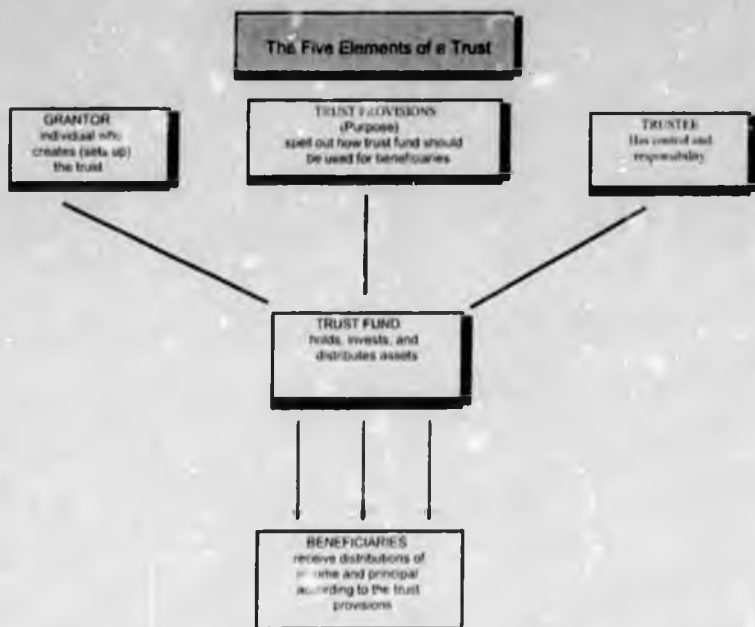 The Five Elements of a Trust
GRANTOR
individual who
creates (sets up)
the trust
TRUST PROVISIONS
(Purpose)
spell out how trust fund should
be used for beneficiaries
TRUSTEE
Has control and
responsibility
TRUST FUND
holds, invests, and
distributes assets
BENEFICIARIES
receive distributions of
income and principal
according to the trust
provisions